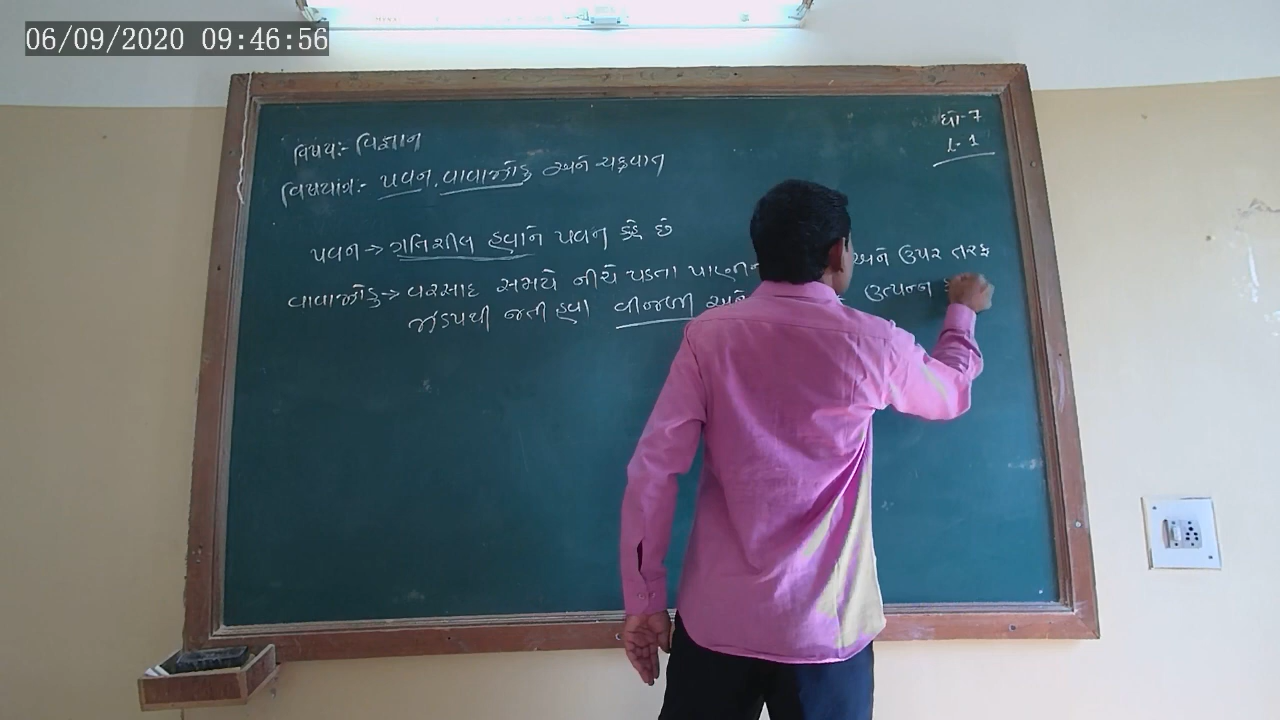 06/09/2020 09:46:56
ધો-7
L-1
વિષય:- વિજ્ઞાન
વિષયાંગ:- પવન, વાવાઝોડુ અને ચક્રવાત
પવન → ગતિશીલ હવાને પવન કહે છે
વાવાઝોડુ → વરસાદ સમયે નીચે પડતા અને ઉપર તરફ
ઝડપથી જતી હવા વીજળી ઉત્પન્ન